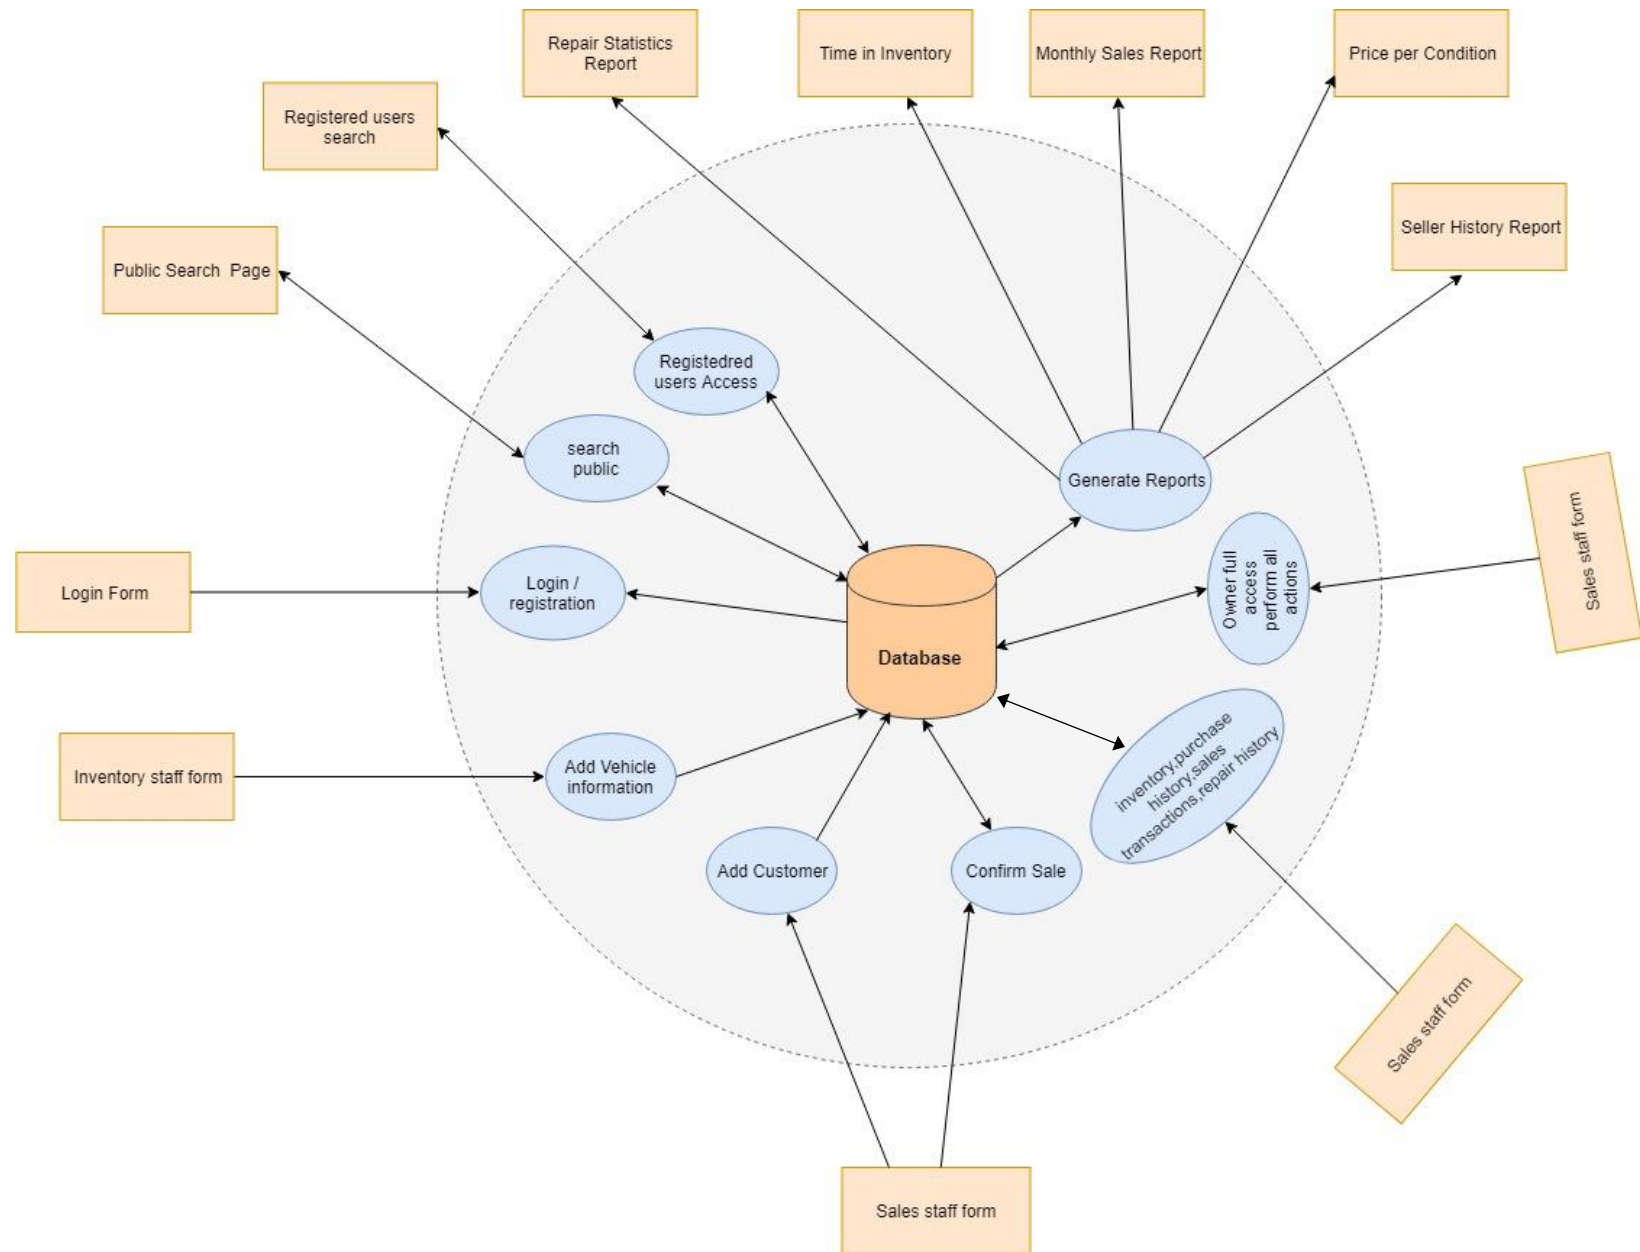 Repair Statistics
Report
Time in Inventory
Monthly Sales Report
Price per Condition
Registered users
search
Seller History Report
Public Search  Page
Registedred
users Access
search
public
Generate Reports
Sales staff form
Login Form
Login /
registration
Owner full
access
perform all
actions
Database
Inventory staff form
Add Vehicle
information
inventory,purchase
history,sales
transactions,repair history
Add Customer
Confirm Sale
Sales staff form
Sales staff form